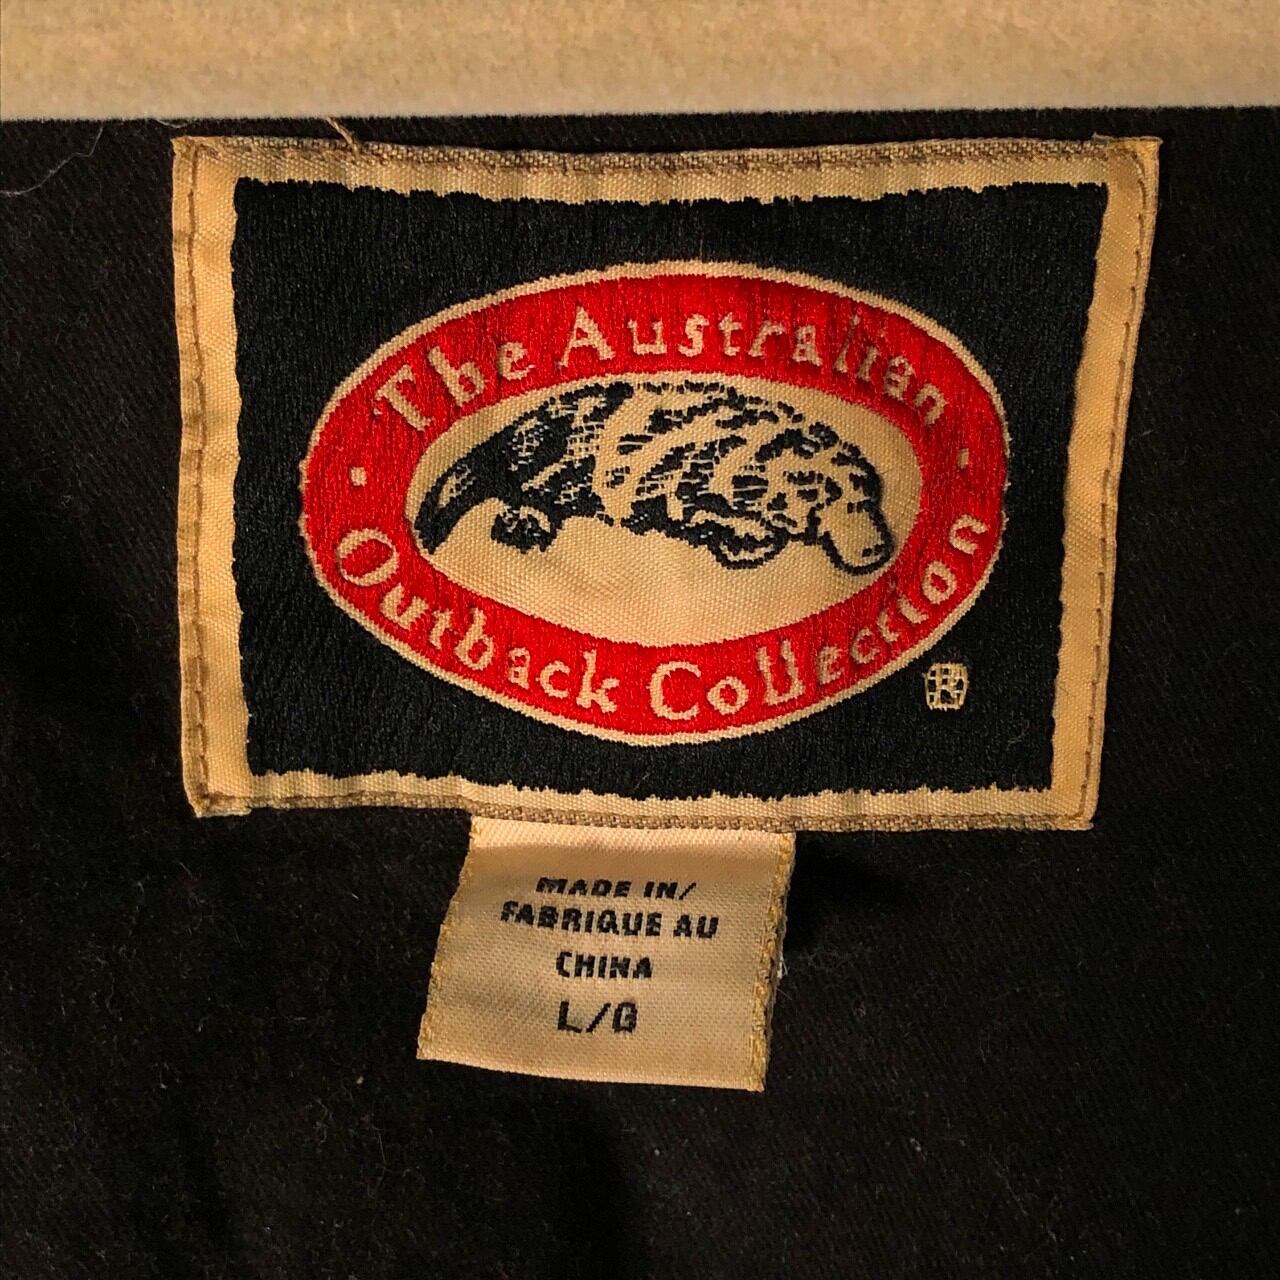 The Australian
Outback Collection
®
MADE IN/
FABRIQUE AU
CHINA
L/G